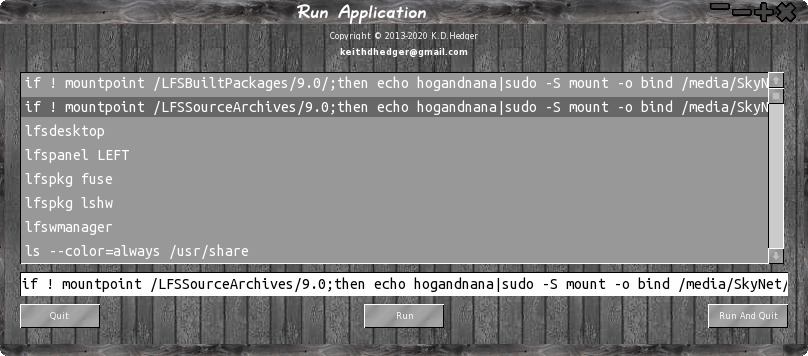 Run Application
Copyright © 2013-2020 K.D.Hedger
keithdhedger@gmail.com
if ! mountpoint /LFSBuiltPackages/9.0/;then echo hogandnana|sudo -S mount -o bind /media/SkyN
if ! mountpoint /LFSSourceArchives/9.0;then echo hogandnana|sudo -S mount -o bind /media/SkyN
lfsdesktop
lfspanel LEFT
lfspkg fuse
lfspkg lshw
lfswmanager
ls --color=always /usr/share
if ! mountpoint /LFSSourceArchives/9.0;then echo hogandnana|sudo -S mount -o bind /media/SkyNet/
Quit Run Run And Quit